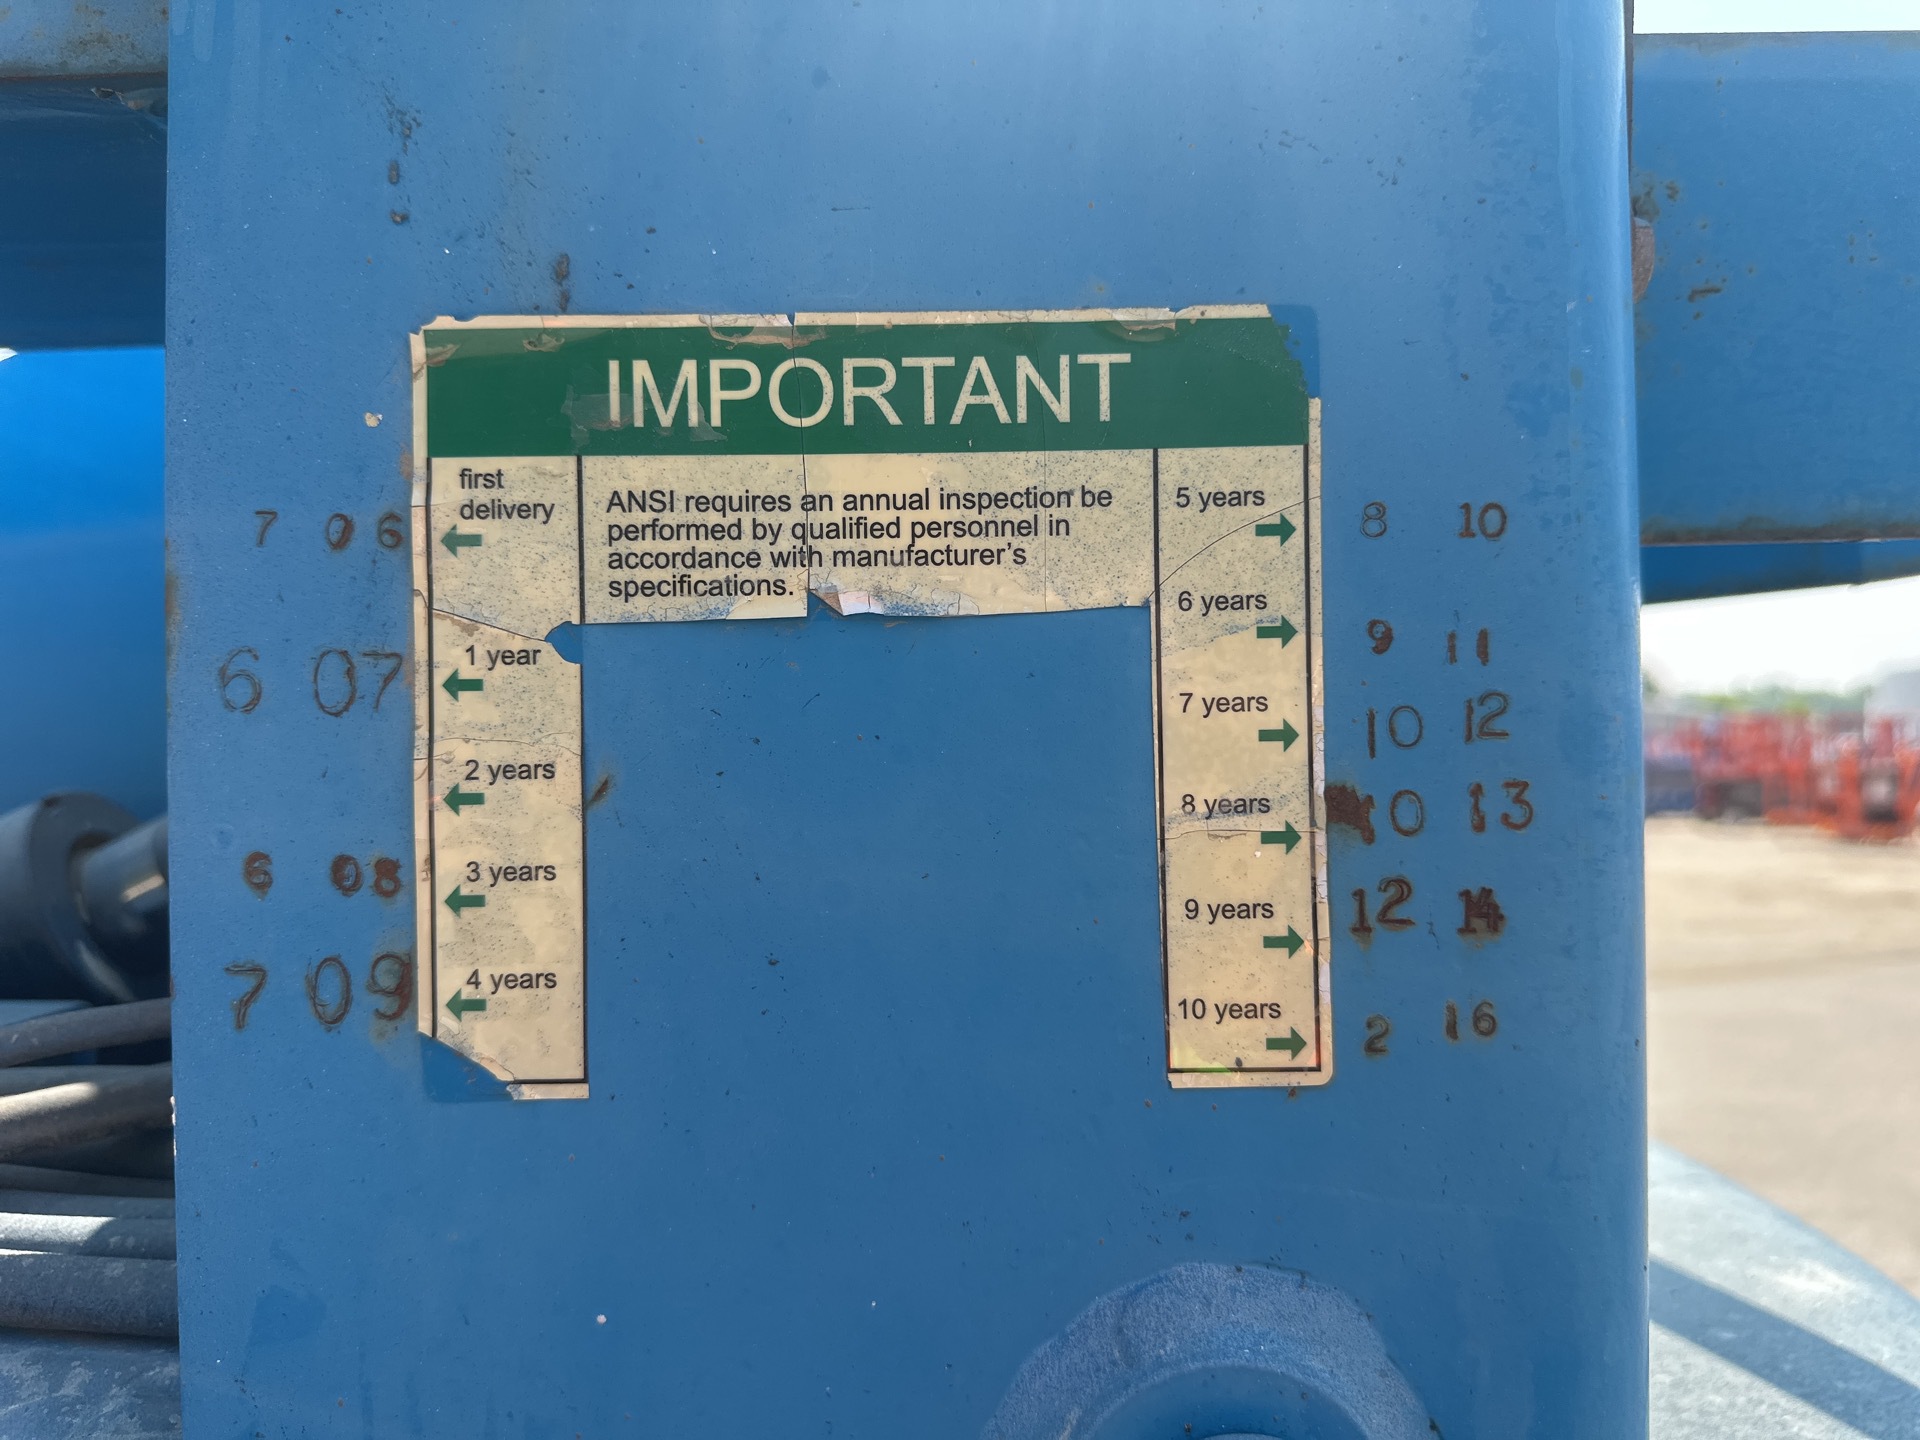 IMPORTANT
first
delivery
7 06
ANSI requires an annual inspection be
performed by qualified personnel in
accordance with manufacturer's
specifications.
6 07
1 year
2 years
6 08
3 years
7 09
4 years
5 years
8 10
6 years
9 11
7 years
10 12
8 years
10 13
9 years
12 14
10 years
2 16